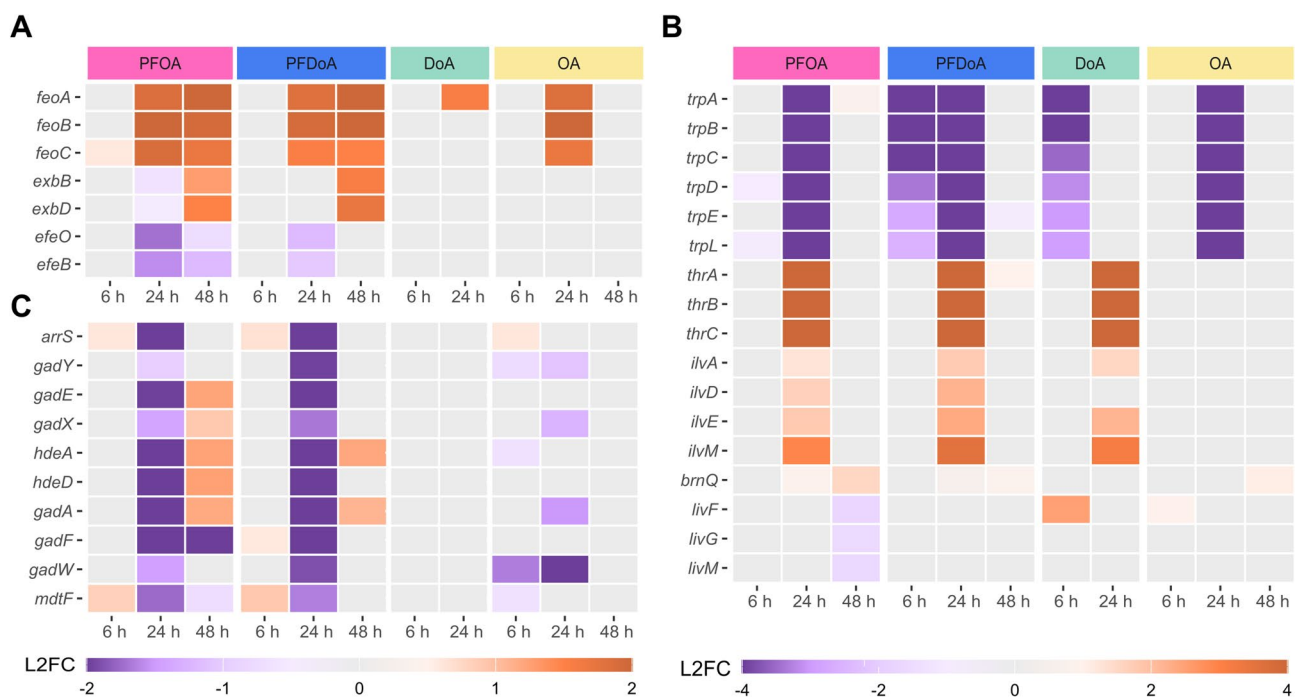 A
PFOA PFDoA DoA OA
feoA
feoB
feoC
exbB
exbD
efeO
efeB
6 h 24 h 48 h 6 h 24 h 48 h 6 h 24 h 6 h 24 h 48 h
C
arrS
gadY
gadE
gadX
hdeA
hdeD
gadA
gadF
gadW
mdtF
6 h 24 h 48 h 6 h 24 h 48 h 6 h 24 h 6 h 24 h 48 h
L2FC
-2 -1 0 1 2
B
PFOA PFDoA DoA OA
trpA
trpB
trpC
trpD
trpE
trpL
thrA
thrB
thrC
ilvA
ilvD
ilvE
ilvM
brnQ
livF
livG
livM
6 h 24 h 48 h 6 h 24 h 48 h 6 h 24 h 6 h 24 h 48 h
L2FC
-4 -2 0 2 4